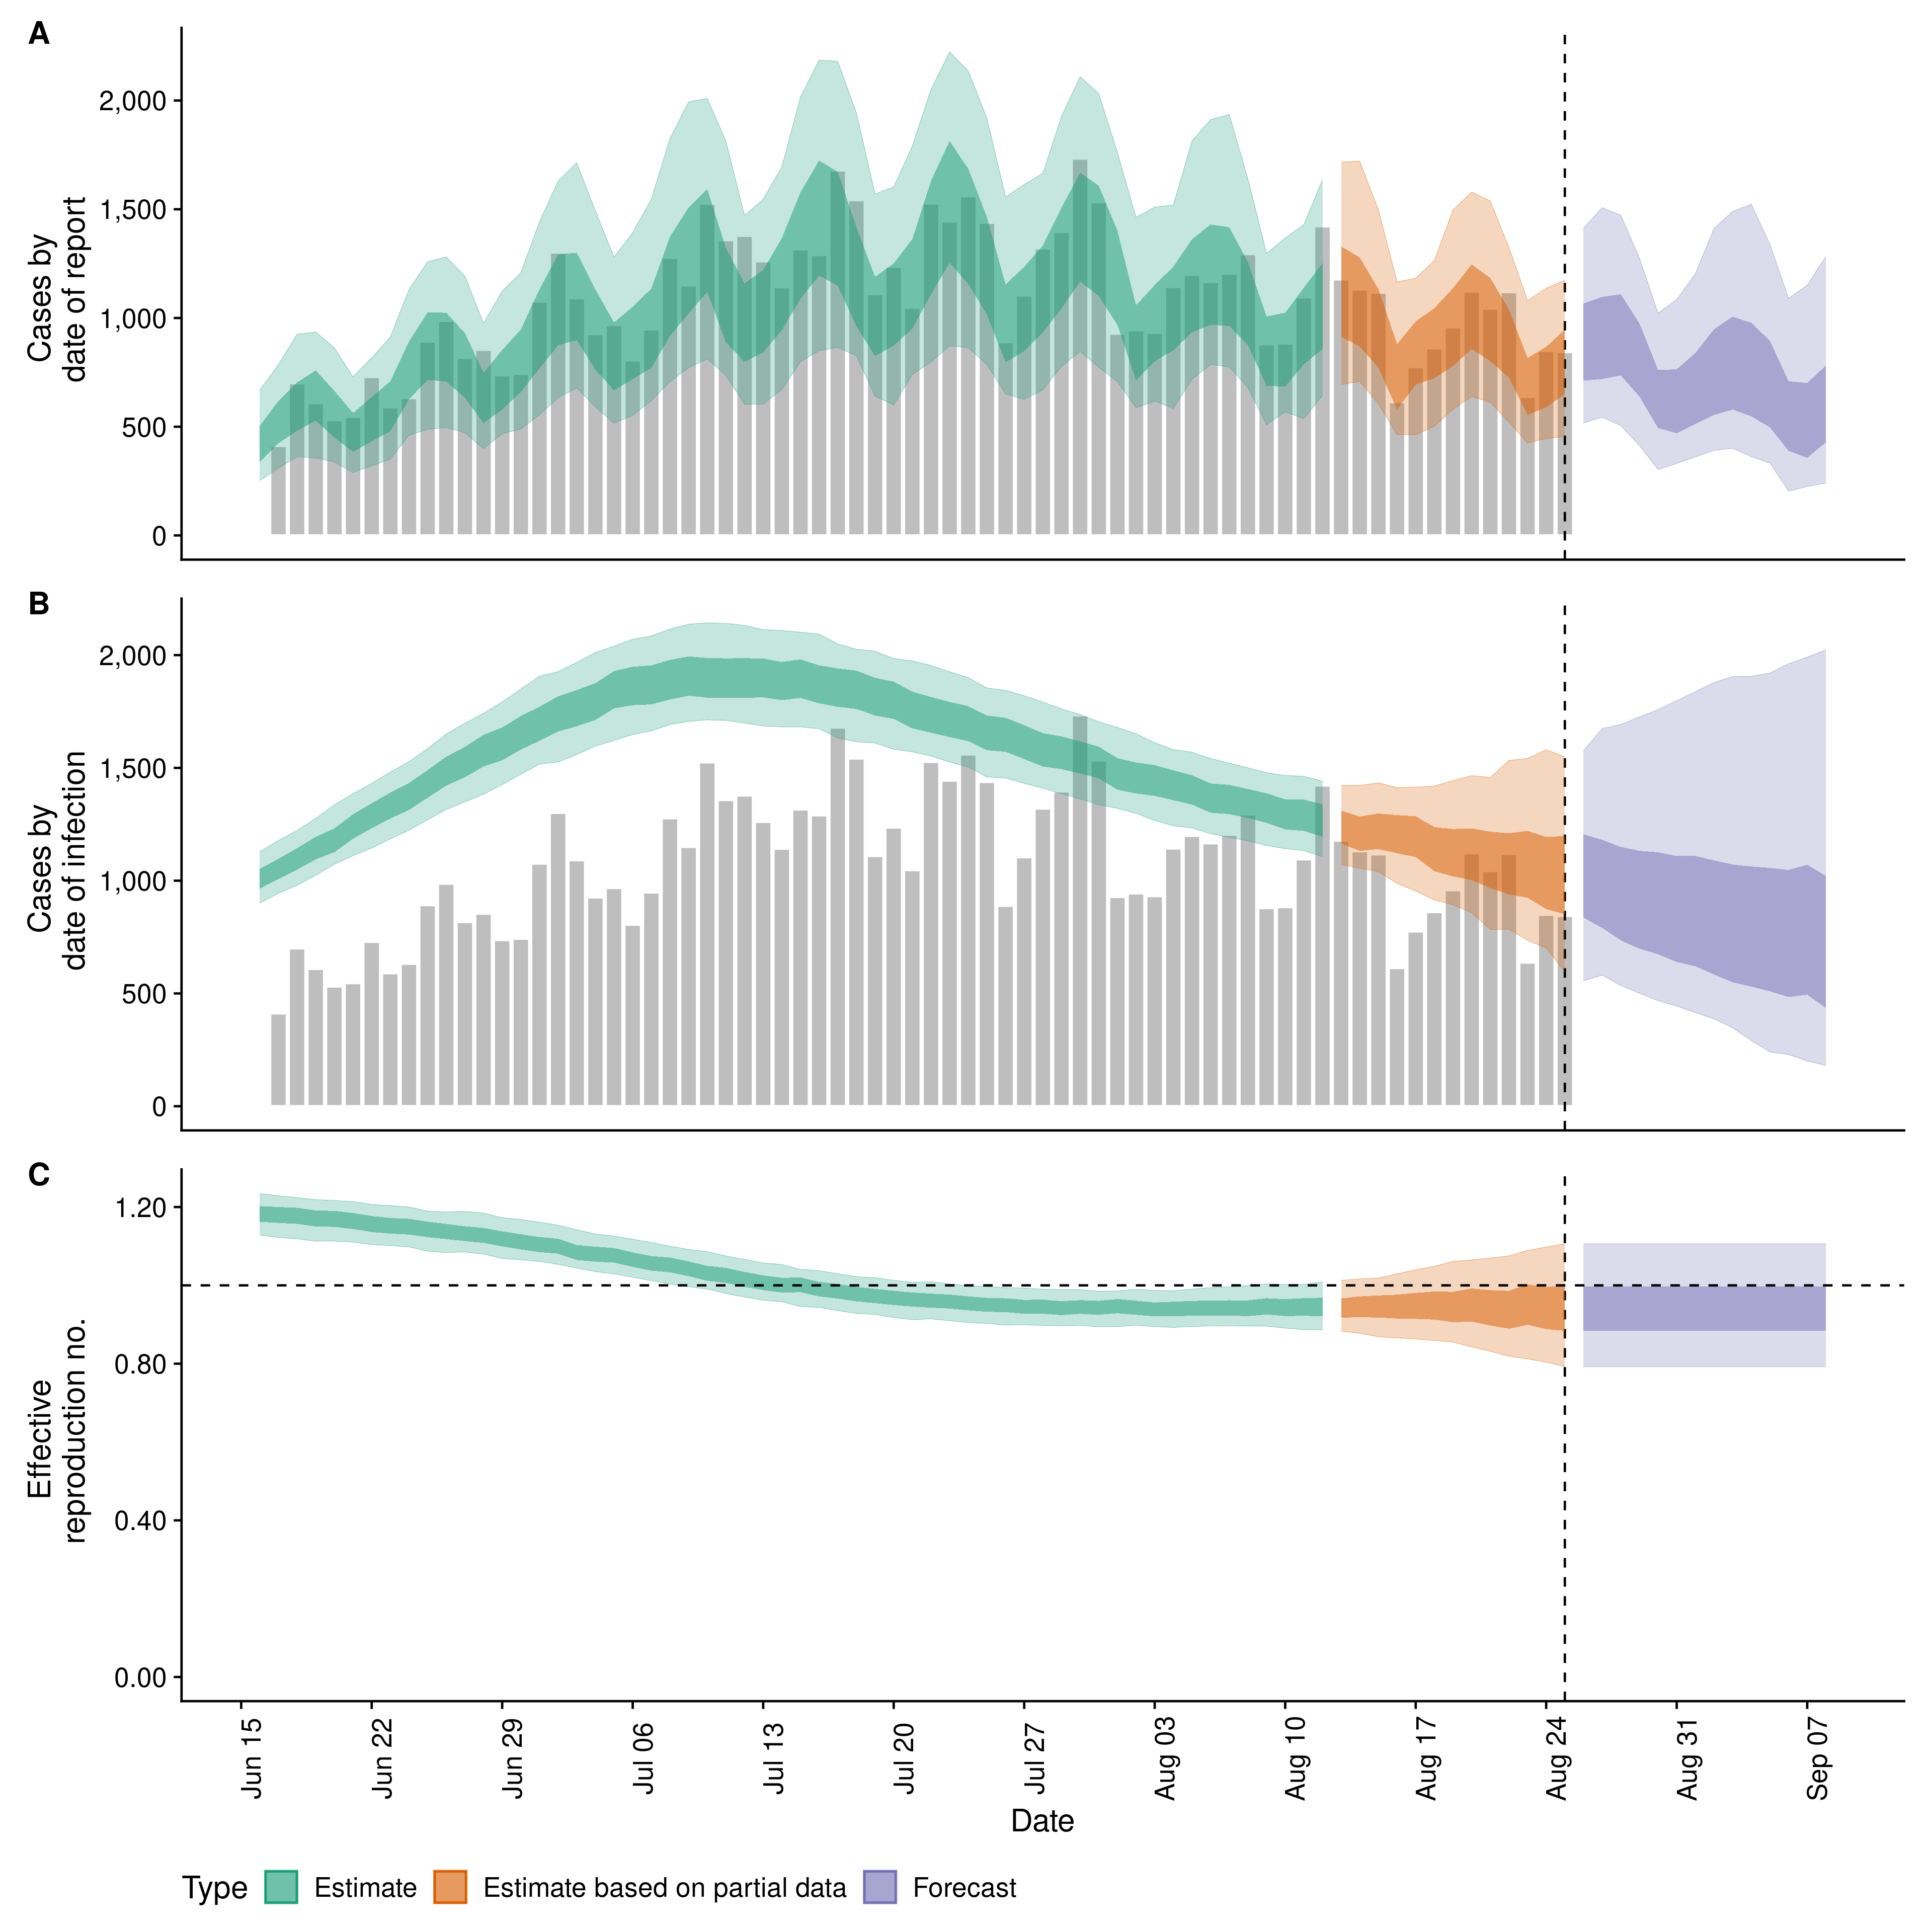 A
Cases by
date of report
2,000
1,500
1,000
500
0
B
Cases by
date of infection
2,000
1,500
1,000
500
0
C
Effective
reproduction no.
1.20
0.80
0.40
0.00
Jun 15
Jun 22
Jun 29
Jul 06
Jul 13
Jul 20
Jul 27
Aug 03
Aug 10
Aug 17
Aug 24
Aug 31
Sep 07
Date
Type Estimate Estimate based on partial data Forecast